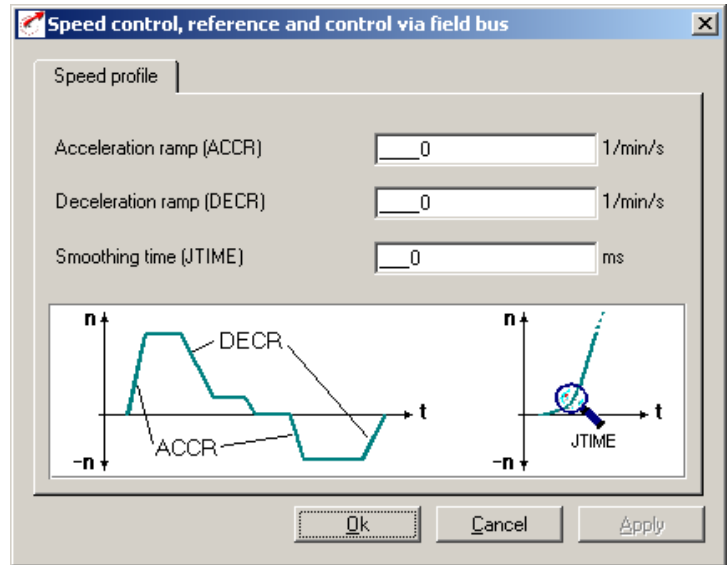 Speed control, reference and control via field bus
Speed profile
Acceleration ramp (ACCR) ____0 1/min/s
Deceleration ramp (DECR) ____0 1/min/s
Smoothing time (JTIME) ___0 ms
n n
DECR
t t
ACCR JTIME
-n -n
Ok Cancel Apply